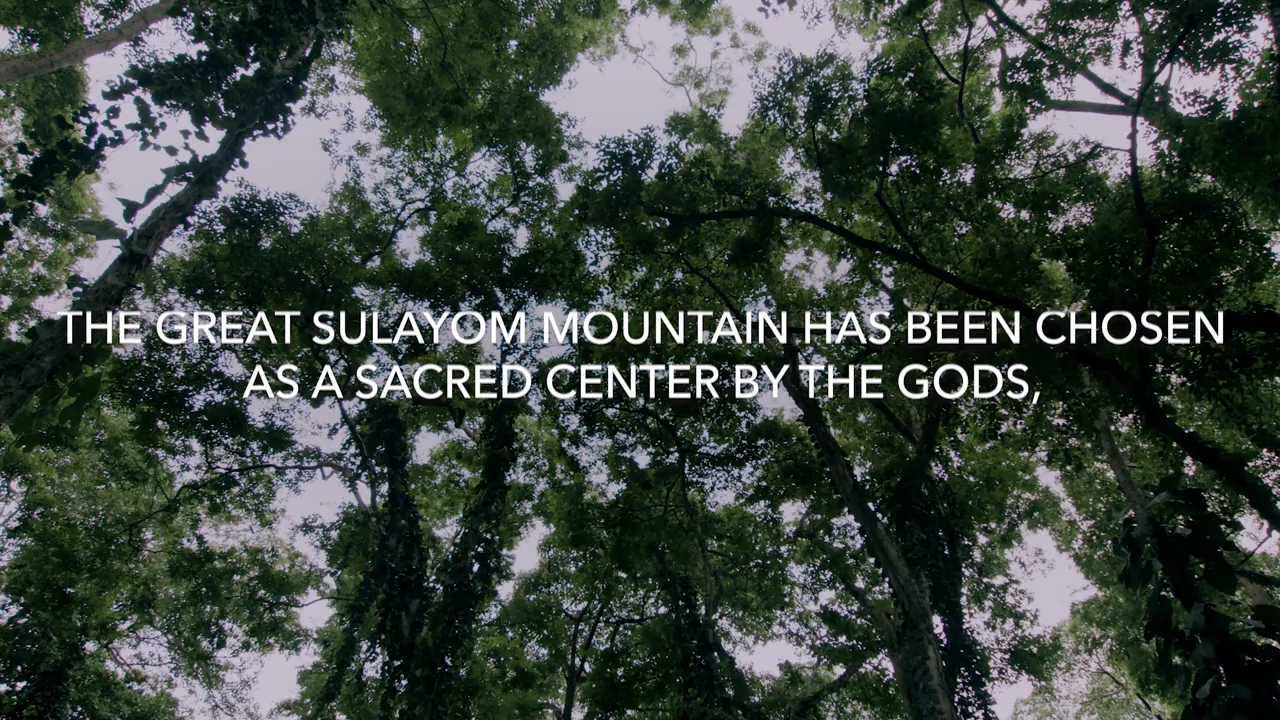 THE GREAT SULAYOM MOUNTAIN HAS BEEN CHOSEN
AS A SACRED CENTER BY THE GODS,